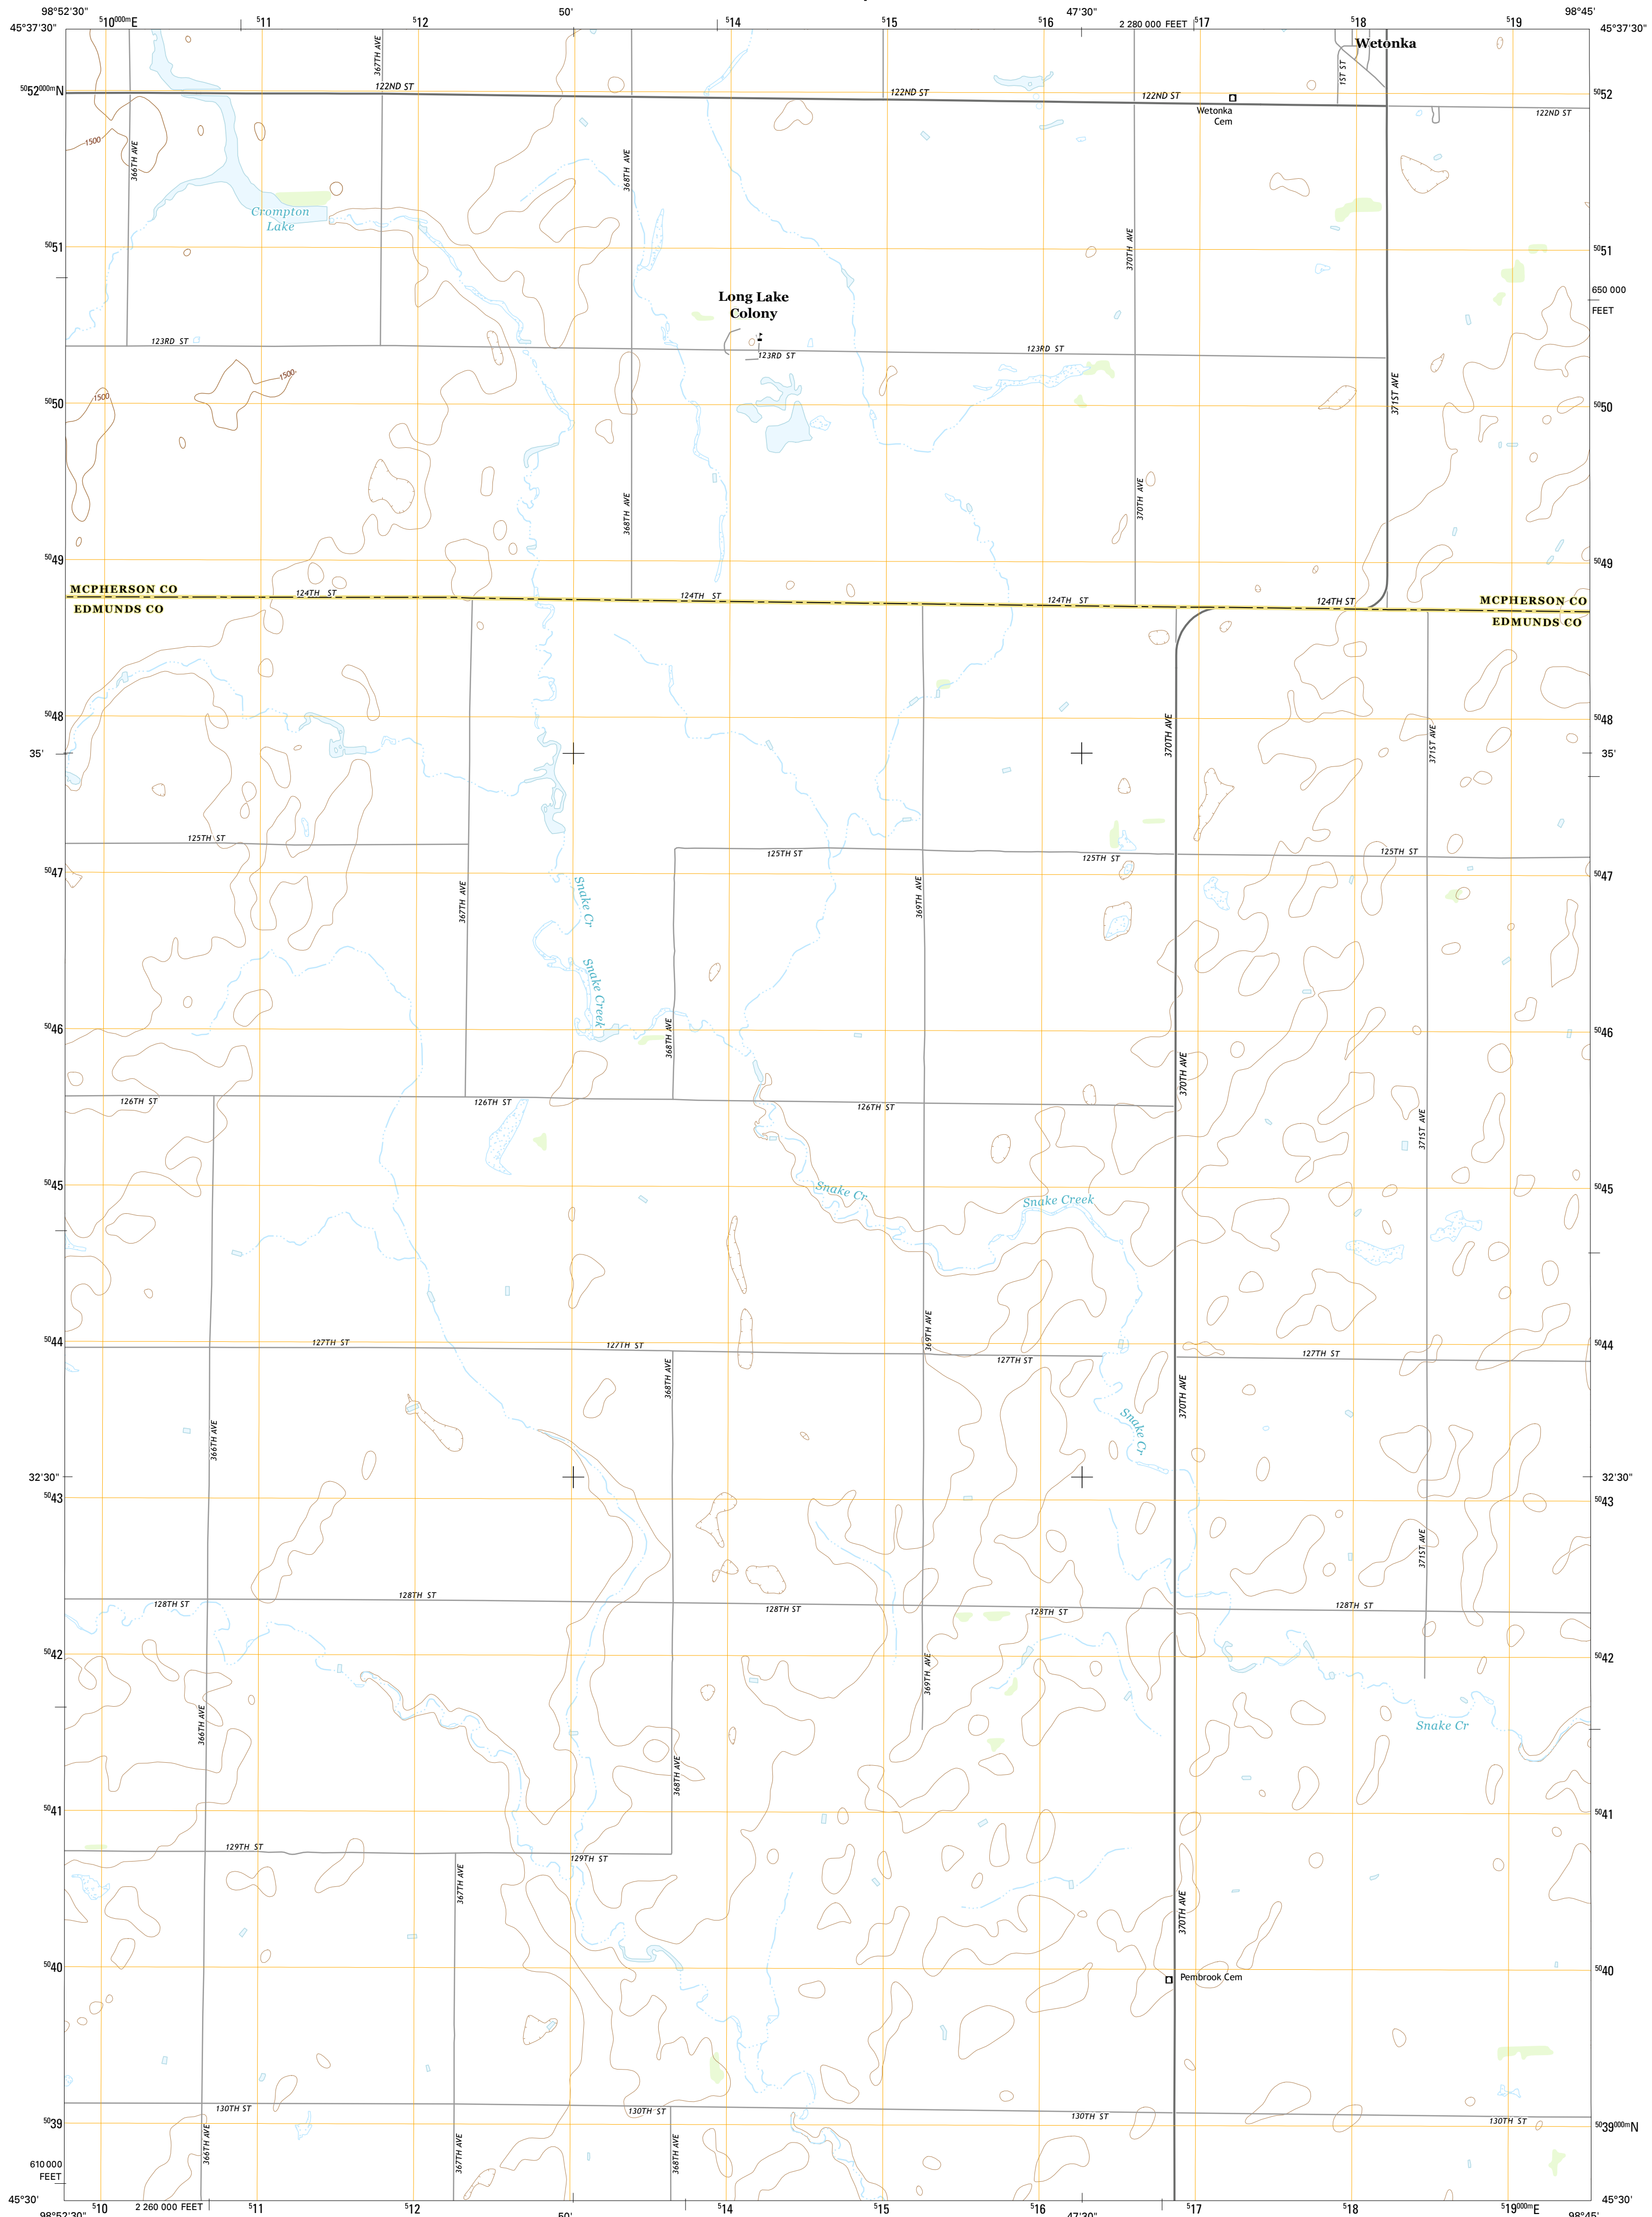 98°52'30"
510000mE
511
512
50'
514
515
516
47'30"
2 280 000 FEET
517
518
519
98°45'
45°37'30"
45°37'30"
Wetonka
367TH AVE
1ST ST
5052000mN
122ND ST
122ND ST
122ND ST
5052
Wetonka
Cem
122ND ST
1500
366TH AVE
368TH AVE
Crompton
Lake
5051
370TH AVE
5051
650 000
FEET
Long Lake
Colony
123RD ST
123RD ST
123RD ST
1500
1500
371ST AVE
5050
5050
368TH AVE
370TH AVE
5049
5049
MCPHERSON CO
EDMUNDS CO
124TH ST
124TH ST
124TH ST
124TH ST
MCPHERSON CO
EDMUNDS CO
5048
5048
370TH AVE
371ST AVE
35'
35'
125TH ST
125TH ST
125TH ST
125TH ST
5047
5047
367TH AVE
Snake Cr
369TH AVE
Snake Creek
5046
5046
368TH AVE
370TH AVE
126TH ST
126TH ST
126TH ST
371ST AVE
5045
5045
Snake Cr
Snake Creek
5044
5044
127TH ST
127TH ST
369TH AVE
127TH ST
127TH ST
368TH AVE
370TH AVE
366TH AVE
Snake Cr
32'30"
32'30"
5043
5043
371ST AVE
128TH ST
128TH ST
128TH ST
128TH ST
128TH ST
5042
5042
369TH AVE
366TH AVE
Snake Cr
368TH AVE
5041
5041
129TH ST
129TH ST
367TH AVE
370TH AVE
5040
5040
Pembrook Cem
130TH ST
130TH ST
130TH ST
130TH ST
5039
5039000mN
366TH AVE
367TH AVE
368TH AVE
610 000
FEET
45°30'
45°30'
510
2 260 000 FEET
511
512
514
515
516
517
518
519000mE
98°52'30"
50'
47'30"
98°45'